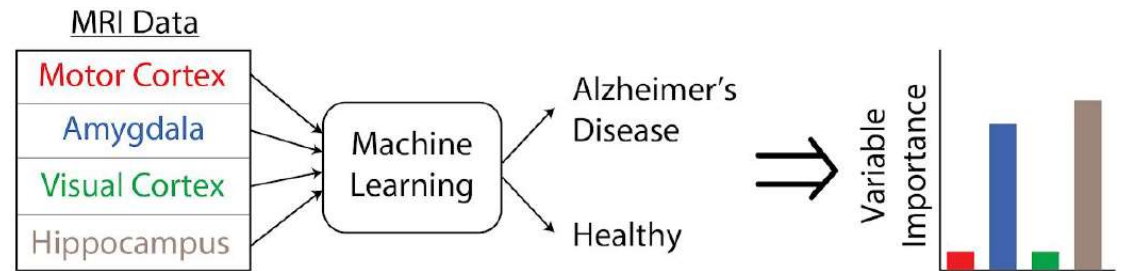 MRI Data
Motor Cortex
Amygdala
Visual Cortex
Hippocampus
Machine
Learning
Alzheimer's
Disease
Healthy
Variable
Importance